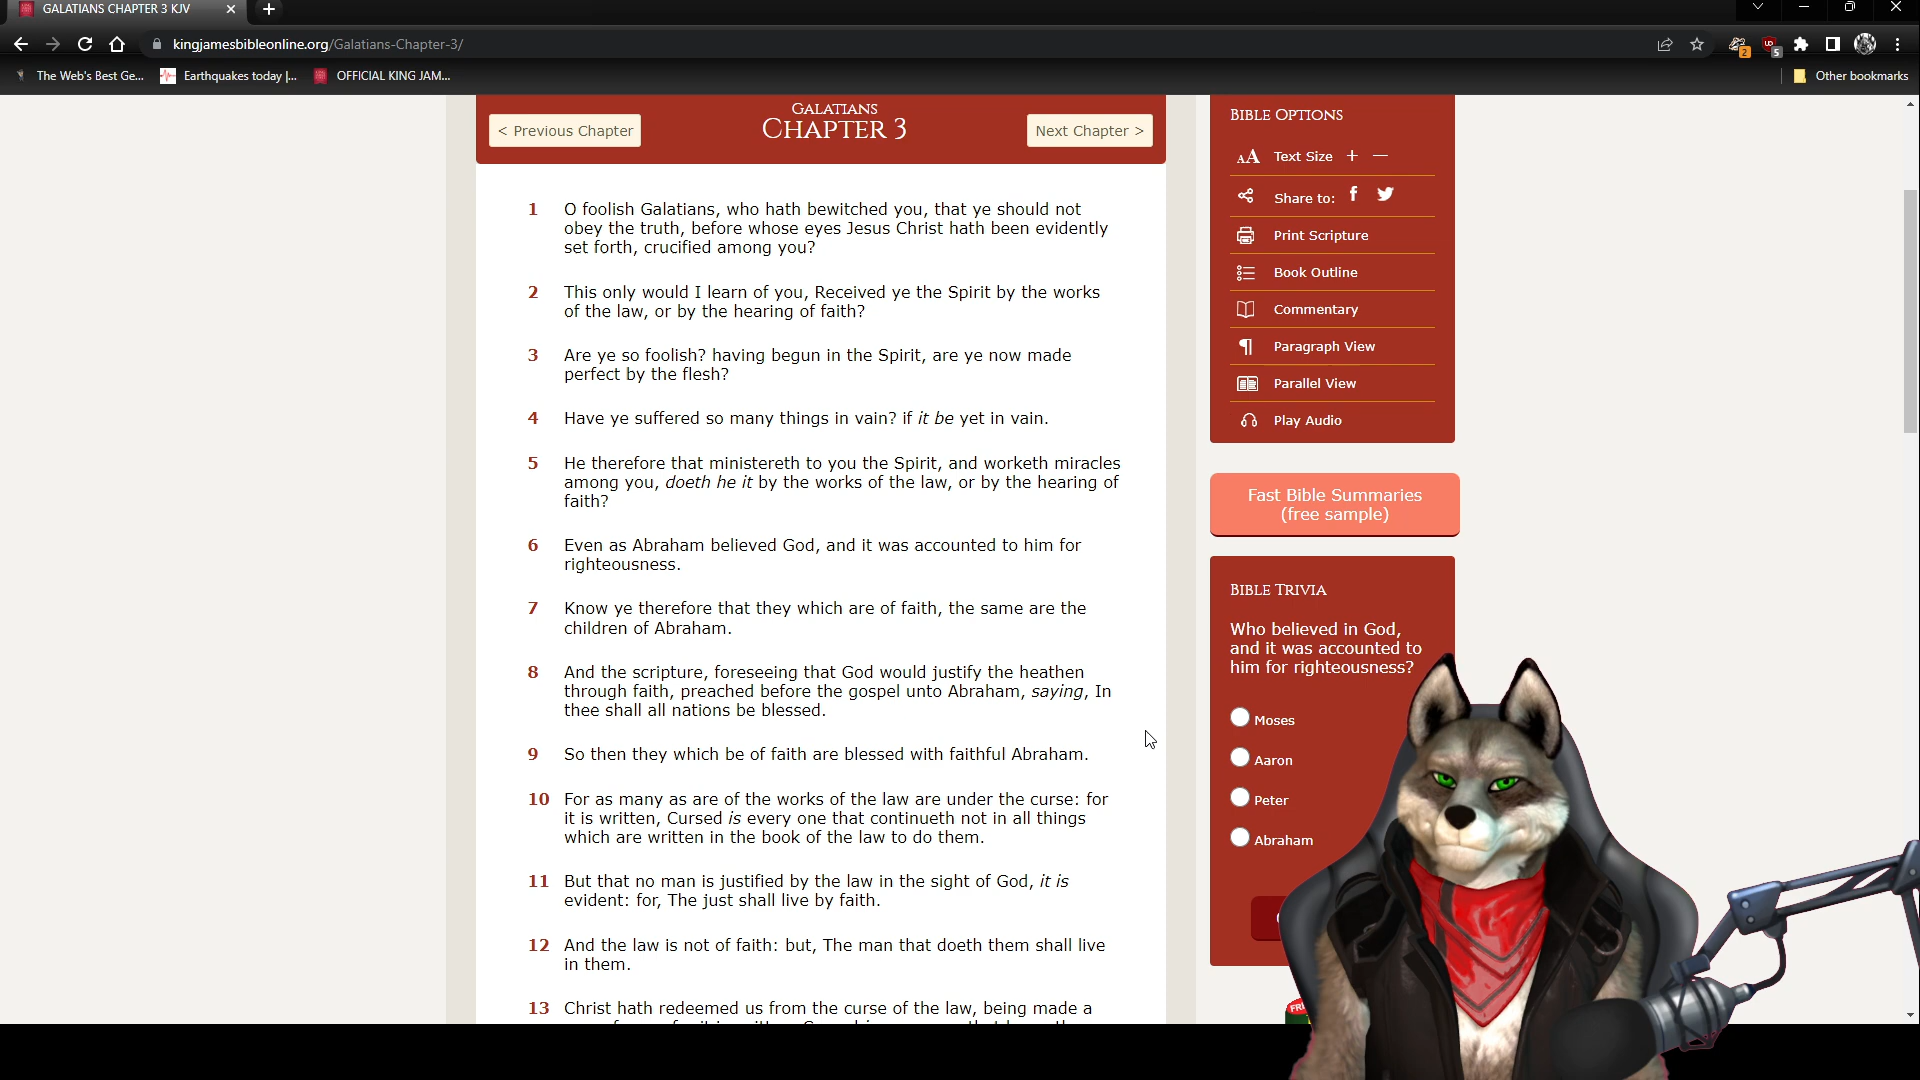 GALATIANS CHAPTER 3 KJV
kingjamesbibleonline.org/Galatians-Chapter-3/
2
5
The Web's Best Ge...
Earthquakes today |...
OFFICIAL KING JAM...
Other bookmarks
< Previous Chapter
GALATIANS
CHAPTER 3
Next Chapter >
1 O foolish Galatians, who hath bewitched you, that ye should not
obey the truth, before whose eyes Jesus Christ hath been evidently
set forth, crucified among you?
2 This only would I learn of you, Received ye the Spirit by the works
of the law, or by the hearing of faith?
3 Are ye so foolish? having begun in the Spirit, are ye now made
perfect by the flesh?
4 Have ye suffered so many things in vain? if it be yet in vain.
5 He therefore that ministereth to you the Spirit, and worketh miracles
among you, doeth he it by the works of the law, or by the hearing of
faith?
6 Even as Abraham believed God, and it was accounted to him for
righteousness.
7 Know ye therefore that they which are of faith, the same are the
children of Abraham.
8 And the scripture, foreseeing that God would justify the heathen
through faith, preached before the gospel unto Abraham, saying, In
thee shall all nations be blessed.
9 So then they which be of faith are blessed with faithful Abraham.
10 For as many as are of the works of the law are under the curse: for
it is written, Cursed is every one that continueth not in all things
which are written in the book of the law to do them.
11 But that no man is justified by the law in the sight of God, it is
evident: for, The just shall live by faith.
12 And the law is not of faith: but, The man that doeth them shall live
in them.
13 Christ hath redeemed us from the curse of the law, being made a
BIBLE OPTIONS
AA Text Size + —
Share to:
Print Scripture
Book Outline
Commentary
¶ Paragraph View
Parallel View
Play Audio
Fast Bible Summaries
(free sample)
BIBLE TRIVIA
Who believed in God,
and it was accounted to
him for righteousness?
Moses
Aaron
Peter
Abraham